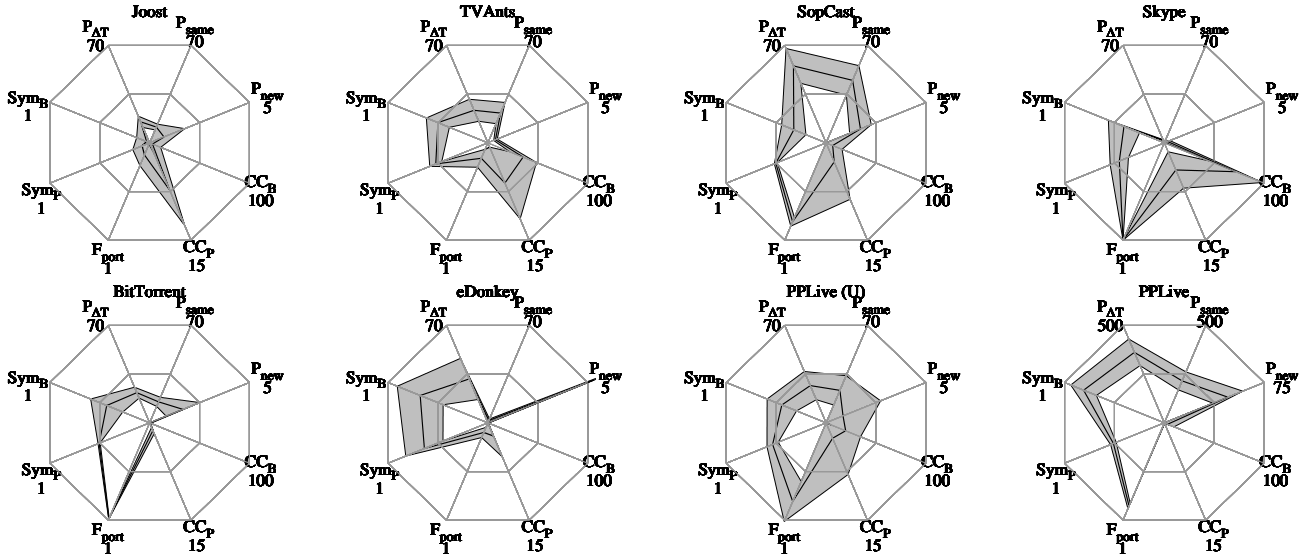 Joost
P_ΔT
70
P_same
70
P_new
5
CC_B
100
CC_P
15
F_port
1
Sym_P
1
Sym_B
1
TVAnts
P_ΔT
70
P_same
70
P_new
5
CC_B
100
CC_P
15
F_port
1
Sym_P
1
Sym_B
1
SopCast
P_ΔT
70
P_same
70
P_new
5
CC_B
100
CC_P
15
F_port
1
Sym_P
1
Sym_B
1
Skype
P_ΔT
70
P_same
70
P_new
5
CC_B
100
CC_P
15
F_port
1
Sym_P
1
Sym_B
1
BitTorrent
P_ΔT
70
P_same
70
P_new
5
CC_B
100
CC_P
15
F_port
1
Sym_P
1
Sym_B
1
eDonkey
P_ΔT
70
P_same
70
P_new
5
CC_B
100
CC_P
15
F_port
1
Sym_P
1
Sym_B
1
PPLive (U)
P_ΔT
70
P_same
70
P_new
5
CC_B
100
CC_P
15
F_port
1
Sym_P
1
Sym_B
1
PPLive
P_ΔT
500
P_same
500
P_new
75
CC_B
100
CC_P
15
F_port
1
Sym_P
1
Sym_B
1